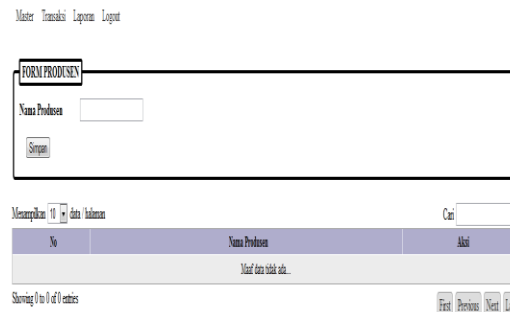 Master Transaksi Laporan Logout
FORM PRODUSEN
Nama Produsen
Simpan
Menampilkan 10 data / halaman Cari
No Nama Produsen Aksi
Maaf data tidak ada...
Showing 0 to 0 of 0 entries First Previous Next